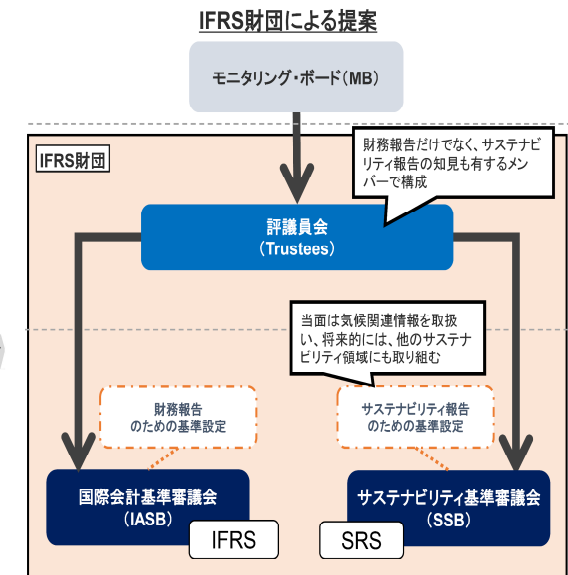 IFRS財団による提案
モニタリング・ボード(MB)
IFRS財団
財務報告だけでなく、サステナビ
リティ報告の知見も有するメン
バーで構成
評議員会
(Trustees)
当面は気候関連情報を取扱
い、将来的には、他のサステナ
ビリティ領域にも取り組む
財務報告
のための基準設定
サステナビリティ報告
のための基準設定
国際会計基準審議会
(IASB)
IFRS
サステナビリティ基準審議会
(SSB)
SRS